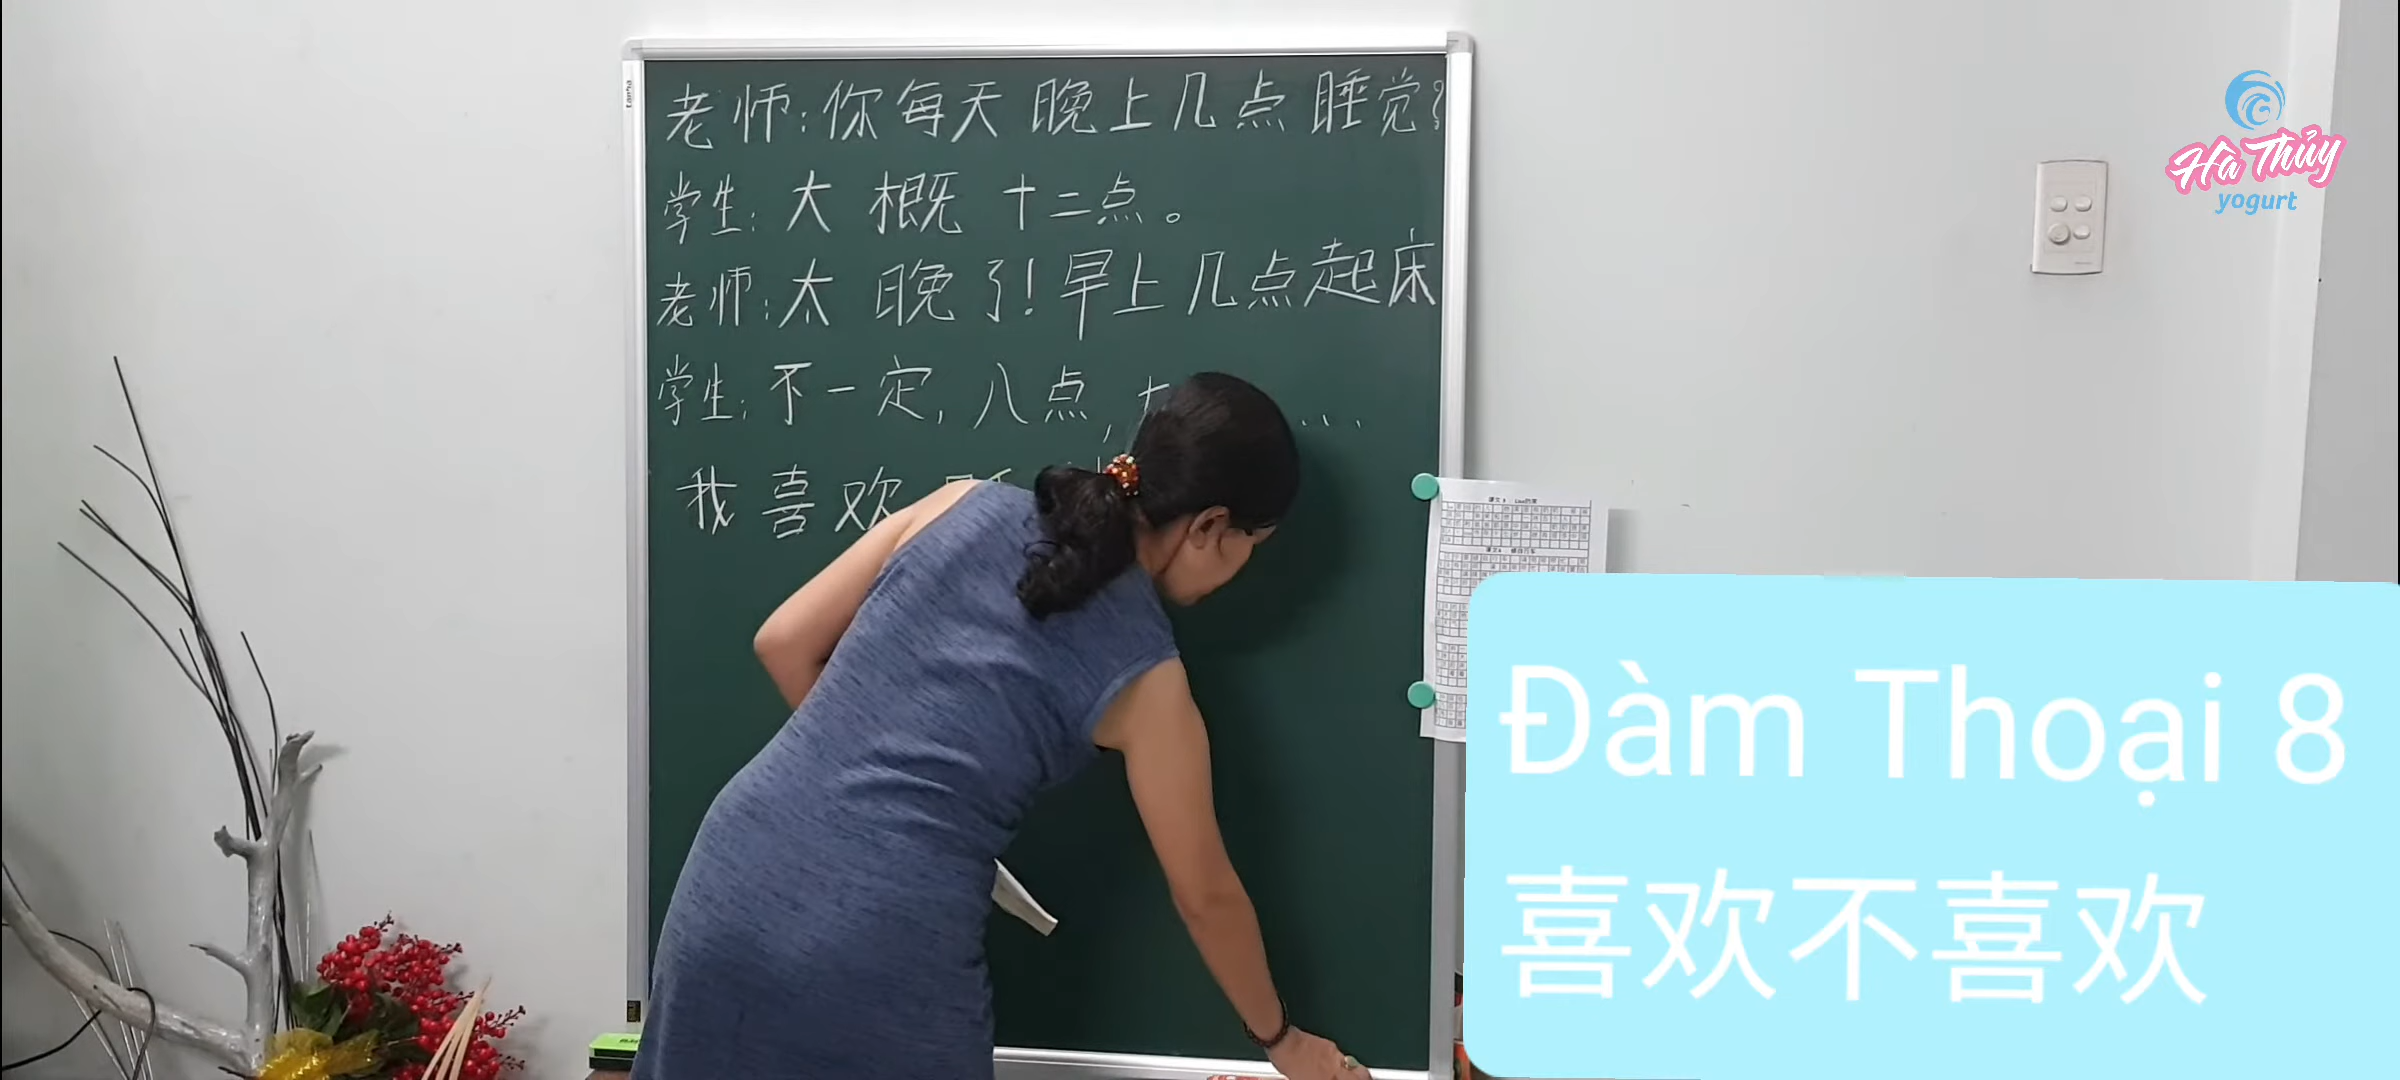 老师:你每天晚上几点睡觉?
学生:大概十二点。
老师:太晚了!早上几点起床
学生:不一定,八点,
我喜欢
Hà Thủy
yogurt
Đàm Thoại 8
喜欢不喜欢